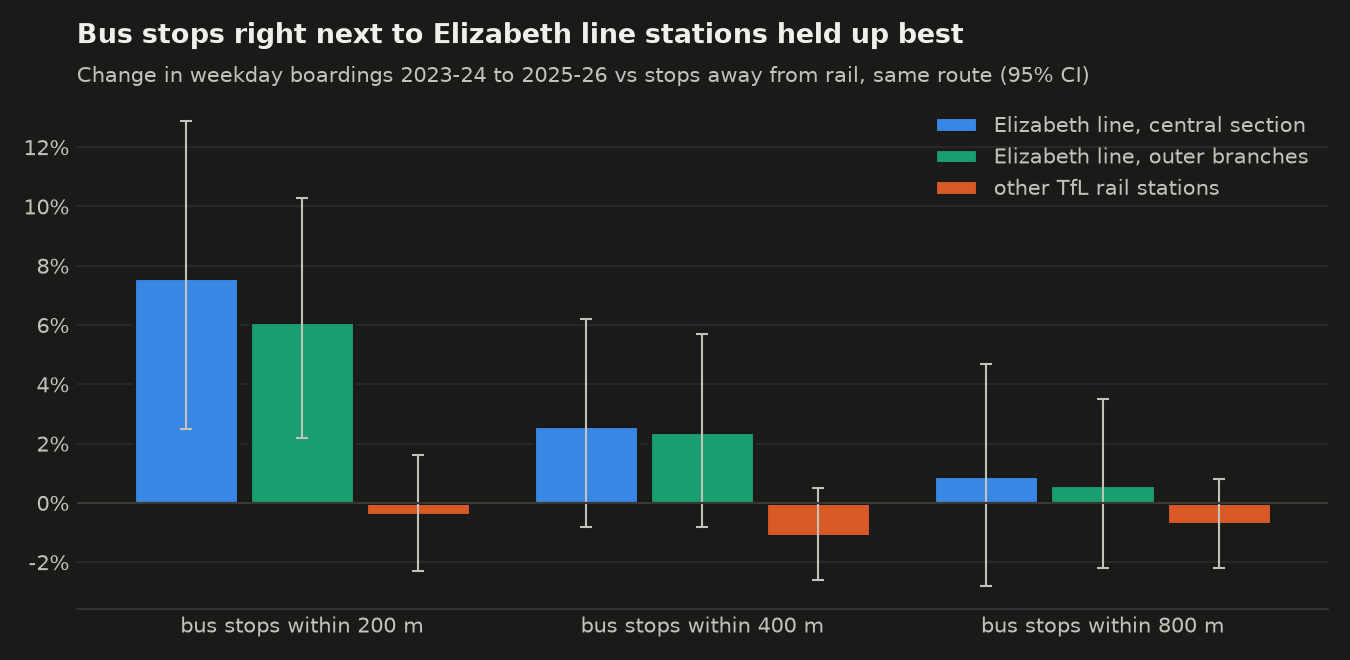 Bus stops right next to Elizabeth line stations held up best
Change in weekday boardings 2023-24 to 2025-26 vs stops away from rail, same route (95% CI)
Elizabeth line, central section
Elizabeth line, outer branches
other TfL rail stations
12%
10%
8%
6%
4%
2%
0%
-2%
bus stops within 200 m
bus stops within 400 m
bus stops within 800 m